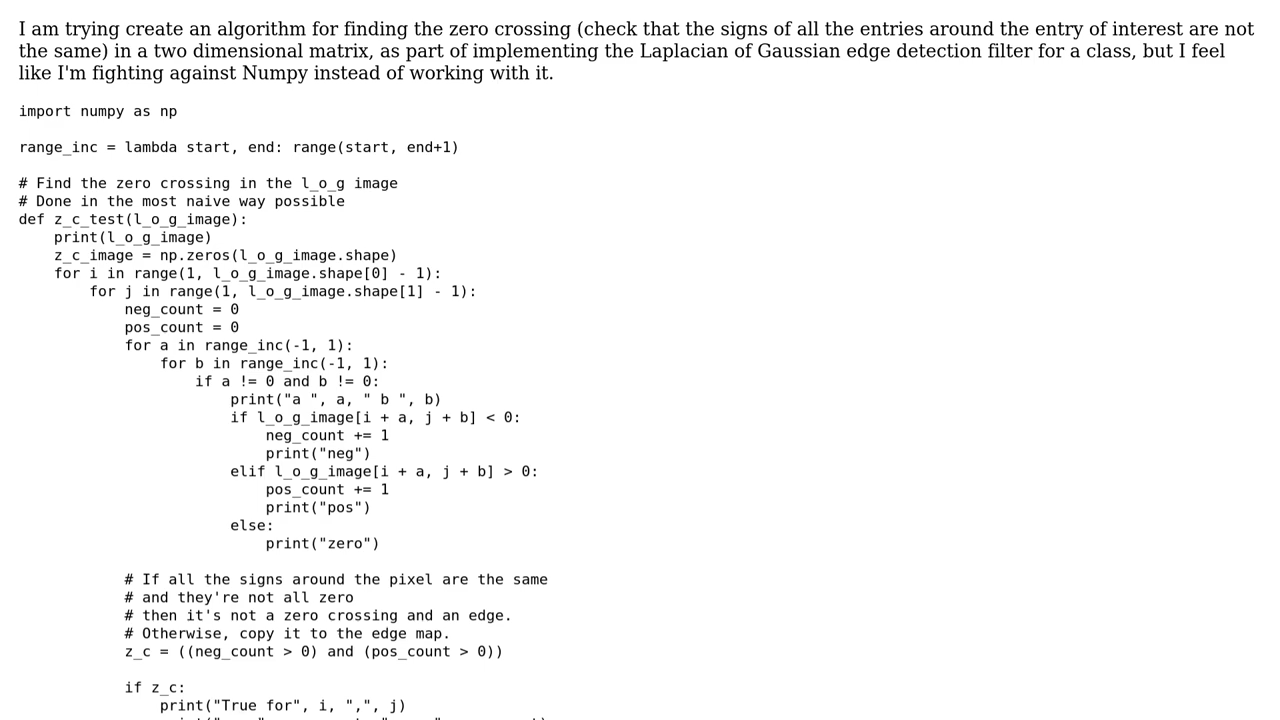 I am trying create an algorithm for finding the zero crossing (check that the signs of all the entries around the entry of interest are not
the same) in a two dimensional matrix, as part of implementing the Laplacian of Gaussian edge detection filter for a class, but I feel
like I'm fighting against Numpy instead of working with it.
import numpy as np
range_inc = lambda start, end: range(start, end+1)
# Find the zero crossing in the l_o_g image
# Done in the most naive way possible
def z_c_test(l_o_g_image):
    print(l_o_g_image)
    z_c_image = np.zeros(l_o_g_image.shape)
    for i in range(1, l_o_g_image.shape[0] - 1):
        for j in range(1, l_o_g_image.shape[1] - 1):
            neg_count = 0
            pos_count = 0
            for a in range_inc(-1, 1):
                for b in range_inc(-1, 1):
                    if a != 0 and b != 0:
                        print("a ", a, " b ", b)
                        if l_o_g_image[i + a, j + b] < 0:
                            neg_count += 1
                            print("neg")
                        elif l_o_g_image[i + a, j + b] > 0:
                            pos_count += 1
                            print("pos")
                        else:
                            print("zero")
            # If all the signs around the pixel are the same
            # and they're not all zero
            # then it's not a zero crossing and an edge.
            # Otherwise, copy it to the edge map.
            z_c = ((neg_count > 0) and (pos_count > 0))
            if z_c:
                print("True for", i, ",", j)